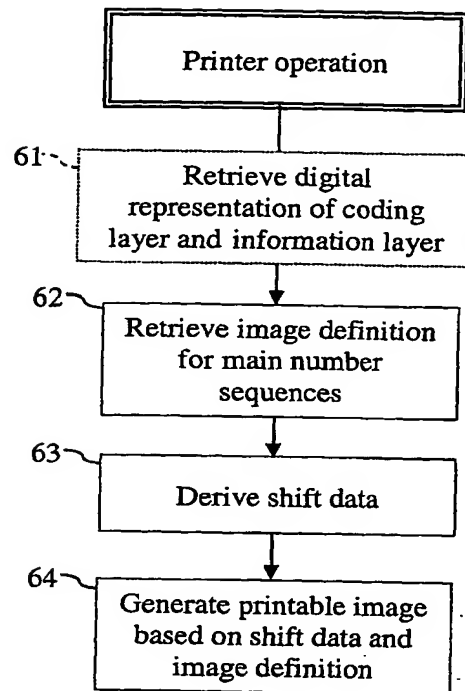 Printer operation
61
Retrieve digital
representation of coding
layer and information layer
62
Retrieve image definition
for main number
sequences
63
Derive shift data
64
Generate printable image
based on shift data and
image definition